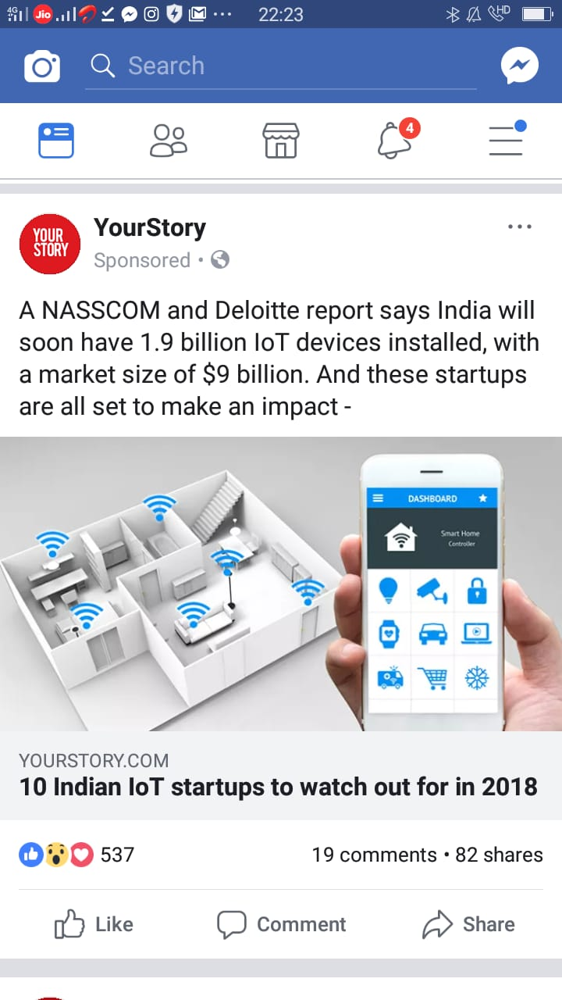 4G Jio 22:23 HD
Search
4
YOUR
STORY
YourStory
Sponsored •
A NASSCOM and Deloitte report says India will
soon have 1.9 billion IoT devices installed, with
a market size of $9 billion. And these startups
are all set to make an impact -
DASHBOARD
Smart Home
Controller
YOURSTORY.COM
10 Indian IoT startups to watch out for in 2018
537 19 comments • 82 shares
Like Comment Share